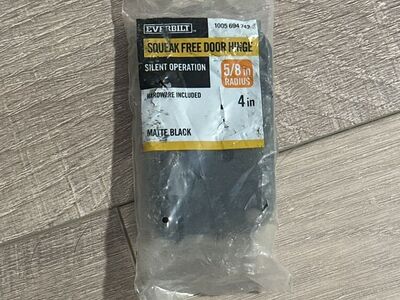 EVERBILT
1005 694 742
SQUEAK FREE DOOR HINGE
SILENT OPERATION
5/8 in
RADIUS
HARDWARE INCLUDED
4 in
MATTE BLACK